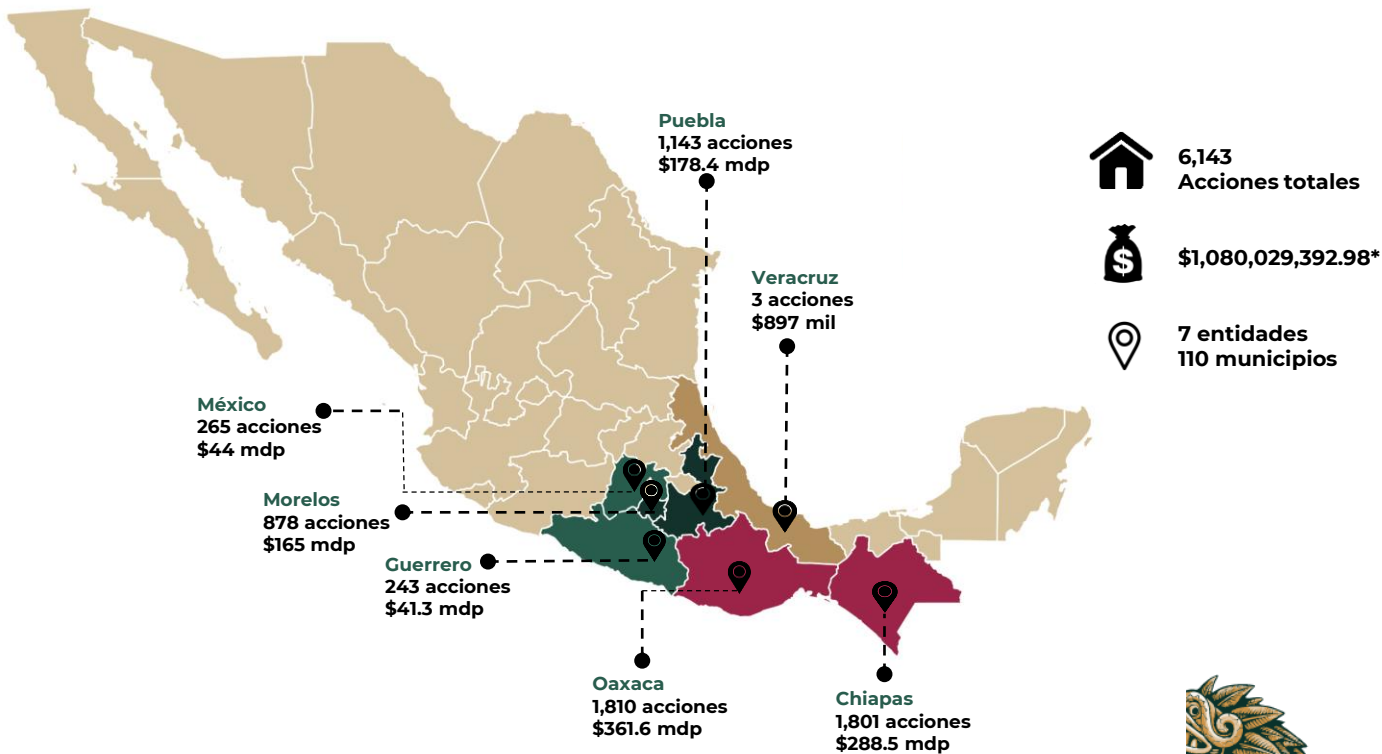 Puebla
1,143 acciones
$178.4 mdp
6,143
Acciones totales
$1,080,029,392.98*
7 entidades
110 municipios
Veracruz
3 acciones
$897 mil
México
265 acciones
$44 mdp
Morelos
878 acciones
$165 mdp
Guerrero
243 acciones
$41.3 mdp
Oaxaca
1,810 acciones
$361.6 mdp
Chiapas
1,801 acciones
$288.5 mdp